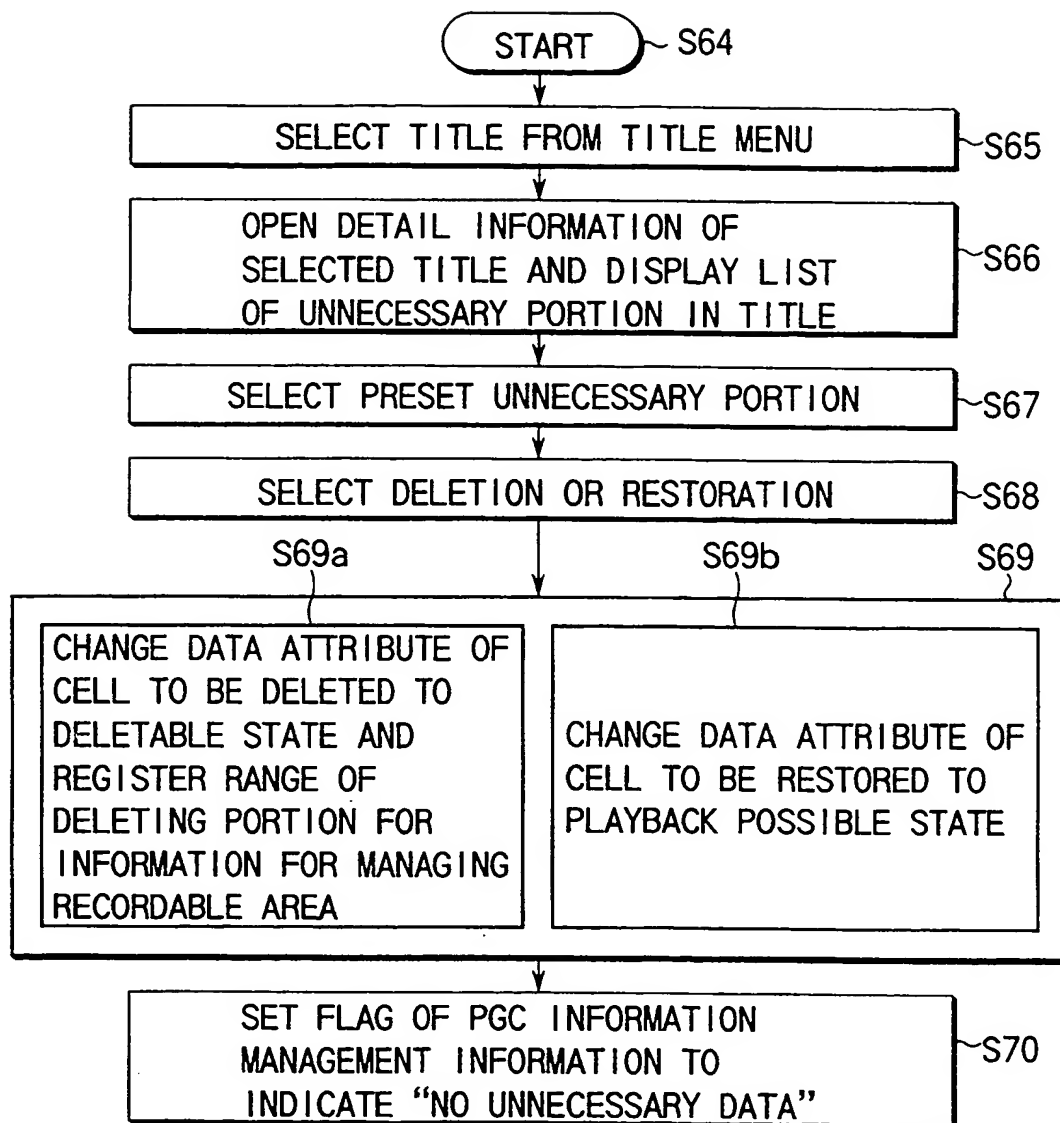 START
S64
SELECT TITLE FROM TITLE MENU
S65
OPEN DETAIL INFORMATION OF
SELECTED TITLE AND DISPLAY LIST
OF UNNECESSARY PORTION IN TITLE
S66
SELECT PRESET UNNECESSARY PORTION
S67
SELECT DELETION OR RESTORATION
S68
S69a
S69b
S69
CHANGE DATA ATTRIBUTE OF
CELL TO BE DELETED TO
DELETABLE STATE AND
REGISTER RANGE OF
DELETING PORTION FOR
INFORMATION FOR MANAGING
RECORDABLE AREA
CHANGE DATA ATTRIBUTE OF
CELL TO BE RESTORED TO
PLAYBACK POSSIBLE STATE
SET FLAG OF PGC INFORMATION
MANAGEMENT INFORMATION TO
INDICATE “NO UNNECESSARY DATA”
S70